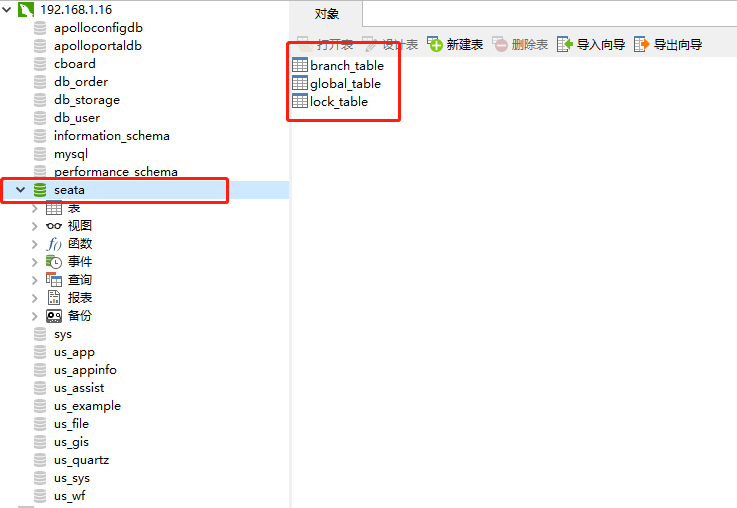 192.168.1.16
apolloconfigdb
apolloportaldb
cboard
db_order
db_storage
db_user
information_schema
mysql
performance_schema
seata
表
视图
函数
事件
查询
报表
备份
sys
us_app
us_appinfo
us_assist
us_example
us_file
us_gis
us_quartz
us_sys
us_wf
对象
打开表 设计表 新建表 删除表 导入向导 导出向导
branch_table
global_table
lock_table